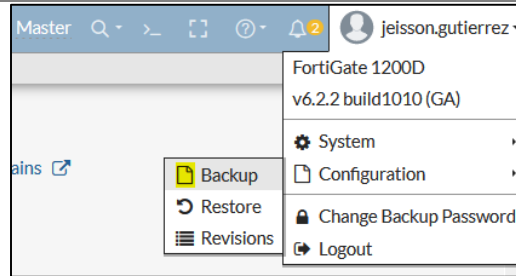 Master >_ 2 jeisson.gutierrez
FortiGate 1200D
v6.2.2 build1010 (GA)
System
ains
Backup
Configuration
Restore
Change Backup Password
Revisions
Logout